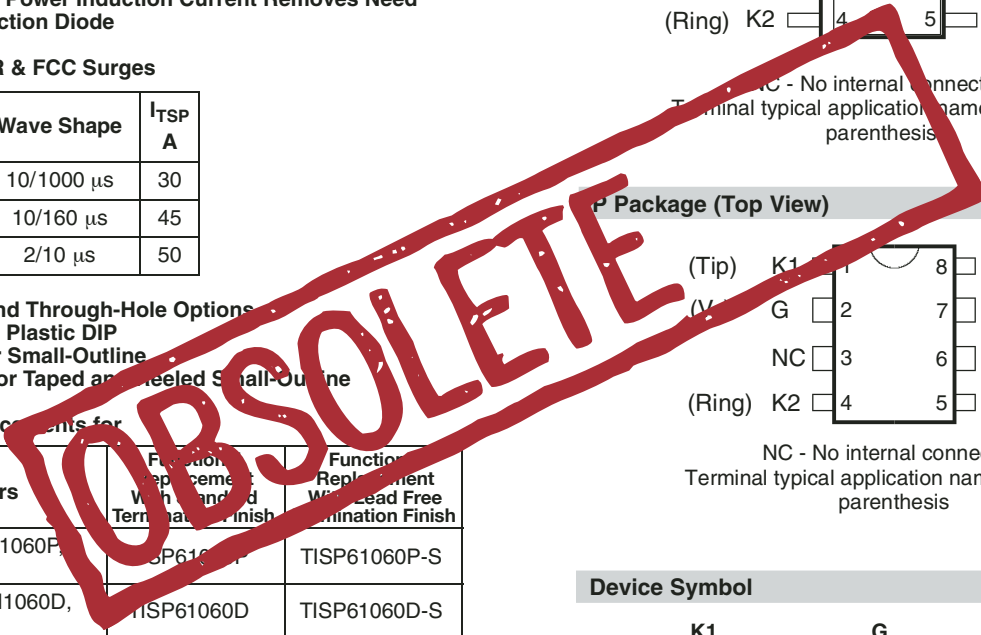 Power Induction Current Removes Need
ction Diode
R & FCC Surges
Wave Shape
ITSP
A
10/1000 µs 30
10/160 µs 45
2/10 µs 50
nd Through-Hole Options
Plastic DIP
Small-Outline
or Taped and Reeled Small-Outline
for
rs
Functional
Replacement
With Standard
Termination Finish
Functional
Replacement
With Lead Free
Termination Finish
1060P, TISP61060P TISP61060P-S
1060D, TISP61060D TISP61060D-S
OBSOLETE
(Ring) K2 4 5
NC - No internal connect
Terminal typical application name
parenthesis
P Package (Top View)
(Tip) K1 1 8
G 2 7
NC 3 6
(Ring) K2 4 5
NC - No internal conne
Terminal typical application nam
parenthesis
Device Symbol
K1 G